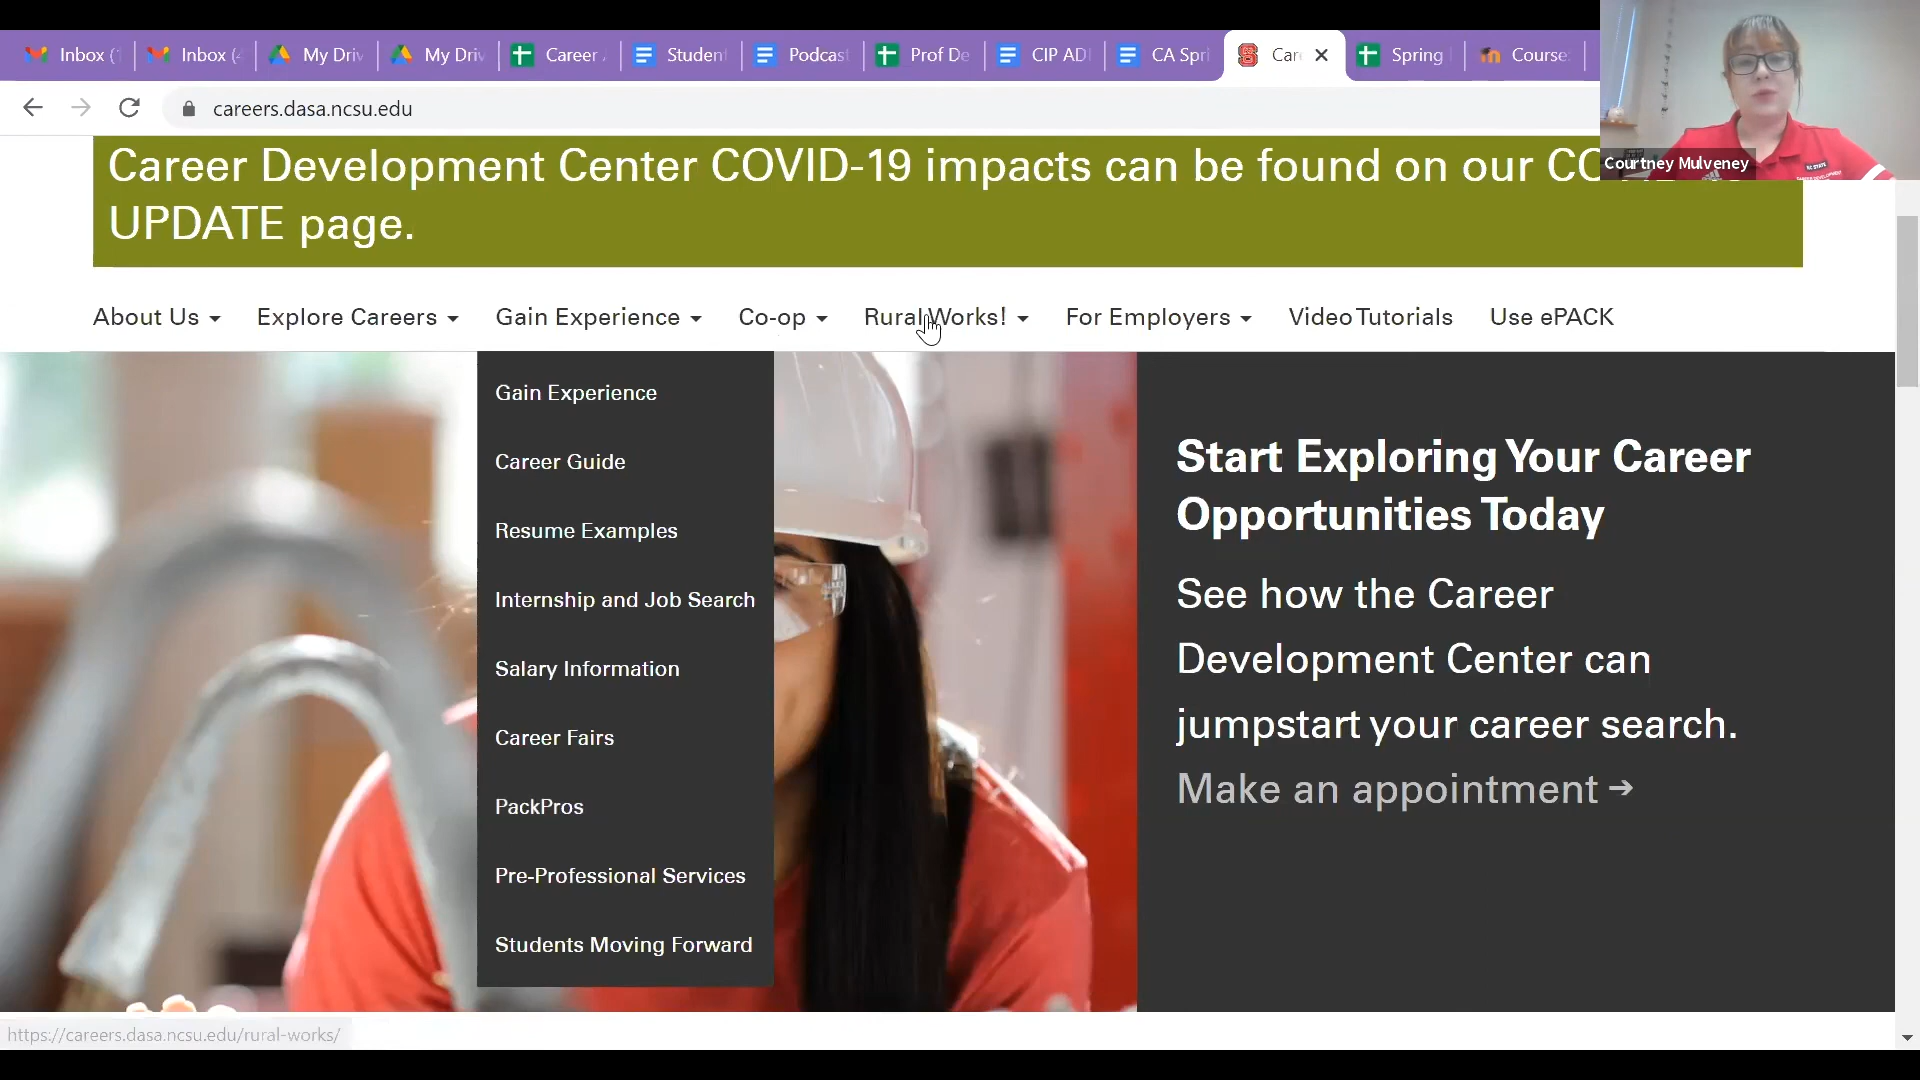 Inbox (
Inbox (
My Driv
My Driv
Career
Student
Podcas
Prof De
CIP AD
CA Spri
Car
Spring
Course
careers.dasa.ncsu.edu
Courtney Mulveney
Career Development Center COVID-19 impacts can be found on our
UPDATE page.
About Us
Explore Careers
Gain Experience
Co-op
Rural Works!
For Employers
Video Tutorials
Use ePACK
Gain Experience
Career Guide
Resume Examples
Internship and Job Search
Salary Information
Career Fairs
PackPros
Pre-Professional Services
Students Moving Forward
Start Exploring Your Career
Opportunities Today
See how the Career
Development Center can
jumpstart your career search.
Make an appointment →
https://careers.dasa.ncsu.edu/rural-works/